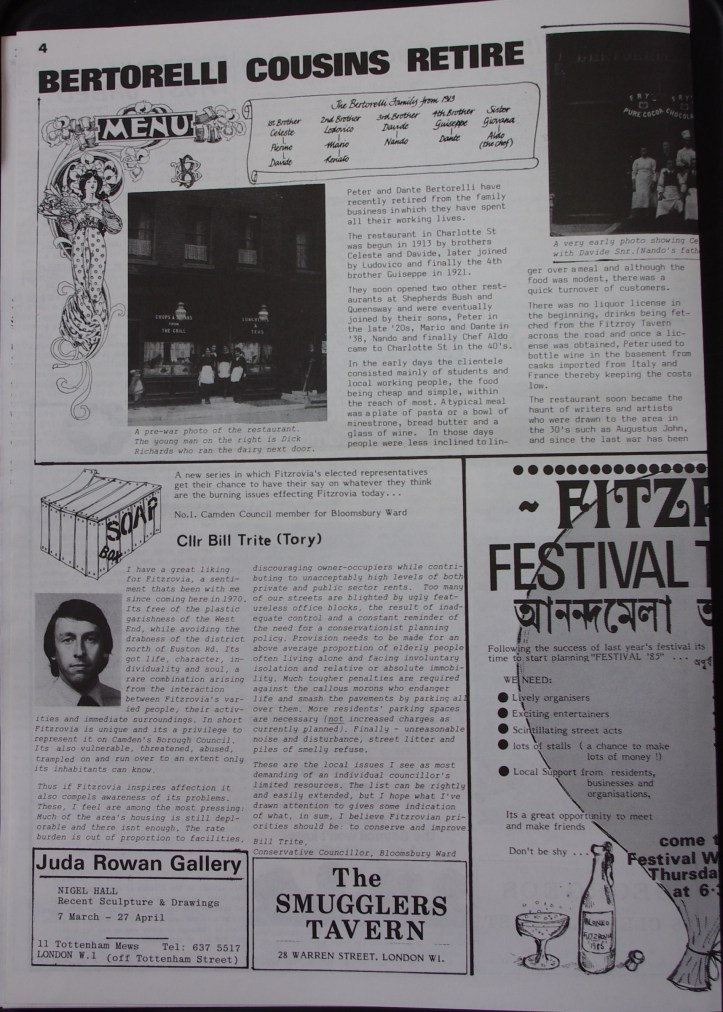 4
BERTORELLI COUSINS RETIRE
MENU
B
The Bertorelli Family from 1913
1st Brother
Celeste
Pierino
Davide
2nd Brother
Lodovico
Mario
Renato
3rd Brother
Davide
Nando
4th Brother
Guiseppe
Dante
Sister
Giovana
Aldo
(the chef)
CHOPS & STEAKS
FROM
THE GRILL
LUNCHEONS
&
TEAS
A pre-war photo of the restaurant.
The young man on the right is Dick
Richards who ran the dairy next door.
Peter and Dante Bertorelli have
recently retired from the family
business in which they have spent
all their working lives.
The restaurant in Charlotte St
was begun in 1913 by brothers
Celeste and Davide, later joined
by Ludovico and finally the 4th
brother Guiseppe in 1921.
They soon opened two other rest-
aurants at Shepherds Bush and
Queensway and were eventually
joined by their sons, Peter in
the late '20s, Mario and Dante in
'38, Nando and finally Chef Aldo
came to Charlotte St in the 40's.
In the early days the clientele
consisted mainly of students and
local working people, the food
being cheap and simple, within
the reach of most. A typical meal
was a plate of pasta or a bowl of
minestrone, bread butter and a
glass of wine. In those days
people were less inclined to lin-
FRY'S
FRY'S
PURE COCOA CHOCOLA
A very early photo showing Ce
with Davide Snr.(Nando's fath
ger over a meal and although the
food was modest, there was a
quick turnover of customers.
There was no liquor license in
the beginning, drinks being fet-
ched from the Fitzroy Tavern
across the road and once a lic-
ense was obtained, Peter used to
bottle wine in the basement from
casks imported from Italy and
France thereby keeping the costs
low.
The restaurant soon became the
haunt of writers and artists
who were drawn to the area in
the 30's such as Augustus John,
and since the last war has been
SOAP
BOX
A new series in which Fitzrovia's elected representatives
get their chance to have their say on whatever they think
are the burning issues effecting Fitzrovia today...
No.1. Camden Council member for Bloomsbury Ward
Cllr Bill Trite (Tory)
I have a great liking
for Fitzrovia, a senti-
ment thats been with me
since coming here in 1970.
Its free of the plastic
garishness of the West
End, while avoiding the
drabness of the district
north of Euston Rd. Its
got life, character, in-
dividuality and soul, a
rare combination arising
from the interaction
between Fitzrovia's var-
ied people, their activ-
ities and immediate surroundings. In short
Fitzrovia is unique and its a privilege to
represent it on Camden's Borough Council.
Its also vulnerable, threatened, abused,
trampled on and run over to an extent only
its inhabitants can know.
Thus if Fitzrovia inspires affection it
also compels awareness of its problems.
These, I feel are among the most pressing:
Much of the area's housing is still depl-
orable and there isnt enough. The rate
burden is out of proportion to facilities,
discouraging owner-occupiers while contri-
buting to unacceptably high levels of both
private and public sector rents. Too many
of our streets are blighted by ugly feat-
ureless office blocks, the result of inad-
equate control and a constant reminder of
the need for a conservationist planning
policy. Provision needs to be made for an
above average proportion of elderly people
often living alone and facing involuntary
isolation and relative or absolute immobi-
lity. Much tougher penalties are required
against the callous morons who endanger
life and smash the pavements by parking all
over them. More residents' parking spaces
are necessary (not increased charges as
currently planned). Finally - unreasonable
noise and disturbance, street litter and
piles of smelly refuse.
These are the local issues I see as most
demanding of an individual councillor's
limited resources. The list can be rightly
and easily extended, but I hope what I've
drawn attention to gives some indication
of what, in sum, I believe Fitzrovian pri-
orities should be: to conserve and improve
Bill Trite,
Conservative Councillor, Bloomsbury Ward
Juda Rowan Gallery
NIGEL HALL
Recent Sculpture & Drawings
7 March - 27 April
11 Tottenham Mews Tel: 637 5517
LONDON W.1 (off Tottenham Street)
The
SMUGGLERS
TAVERN
28 WARREN STREET, LONDON W1.
~ FITZR
FESTIVAL T
আনন্দমেলা
Following the success of last year's festival its
time to start planning "FESTIVAL '85" ...
WE NEED:
● Lively organisers
● Exciting entertainers
● Scintillating street acts
● lots of stalls ( a chance to make
lots of money !)
● Local Support from residents,
businesses and
organisations,
Its a great opportunity to meet
and make friends
Don't be shy ...
come t
Festival W
Thursda
at 6·3
BLANCO
FITZROVIA